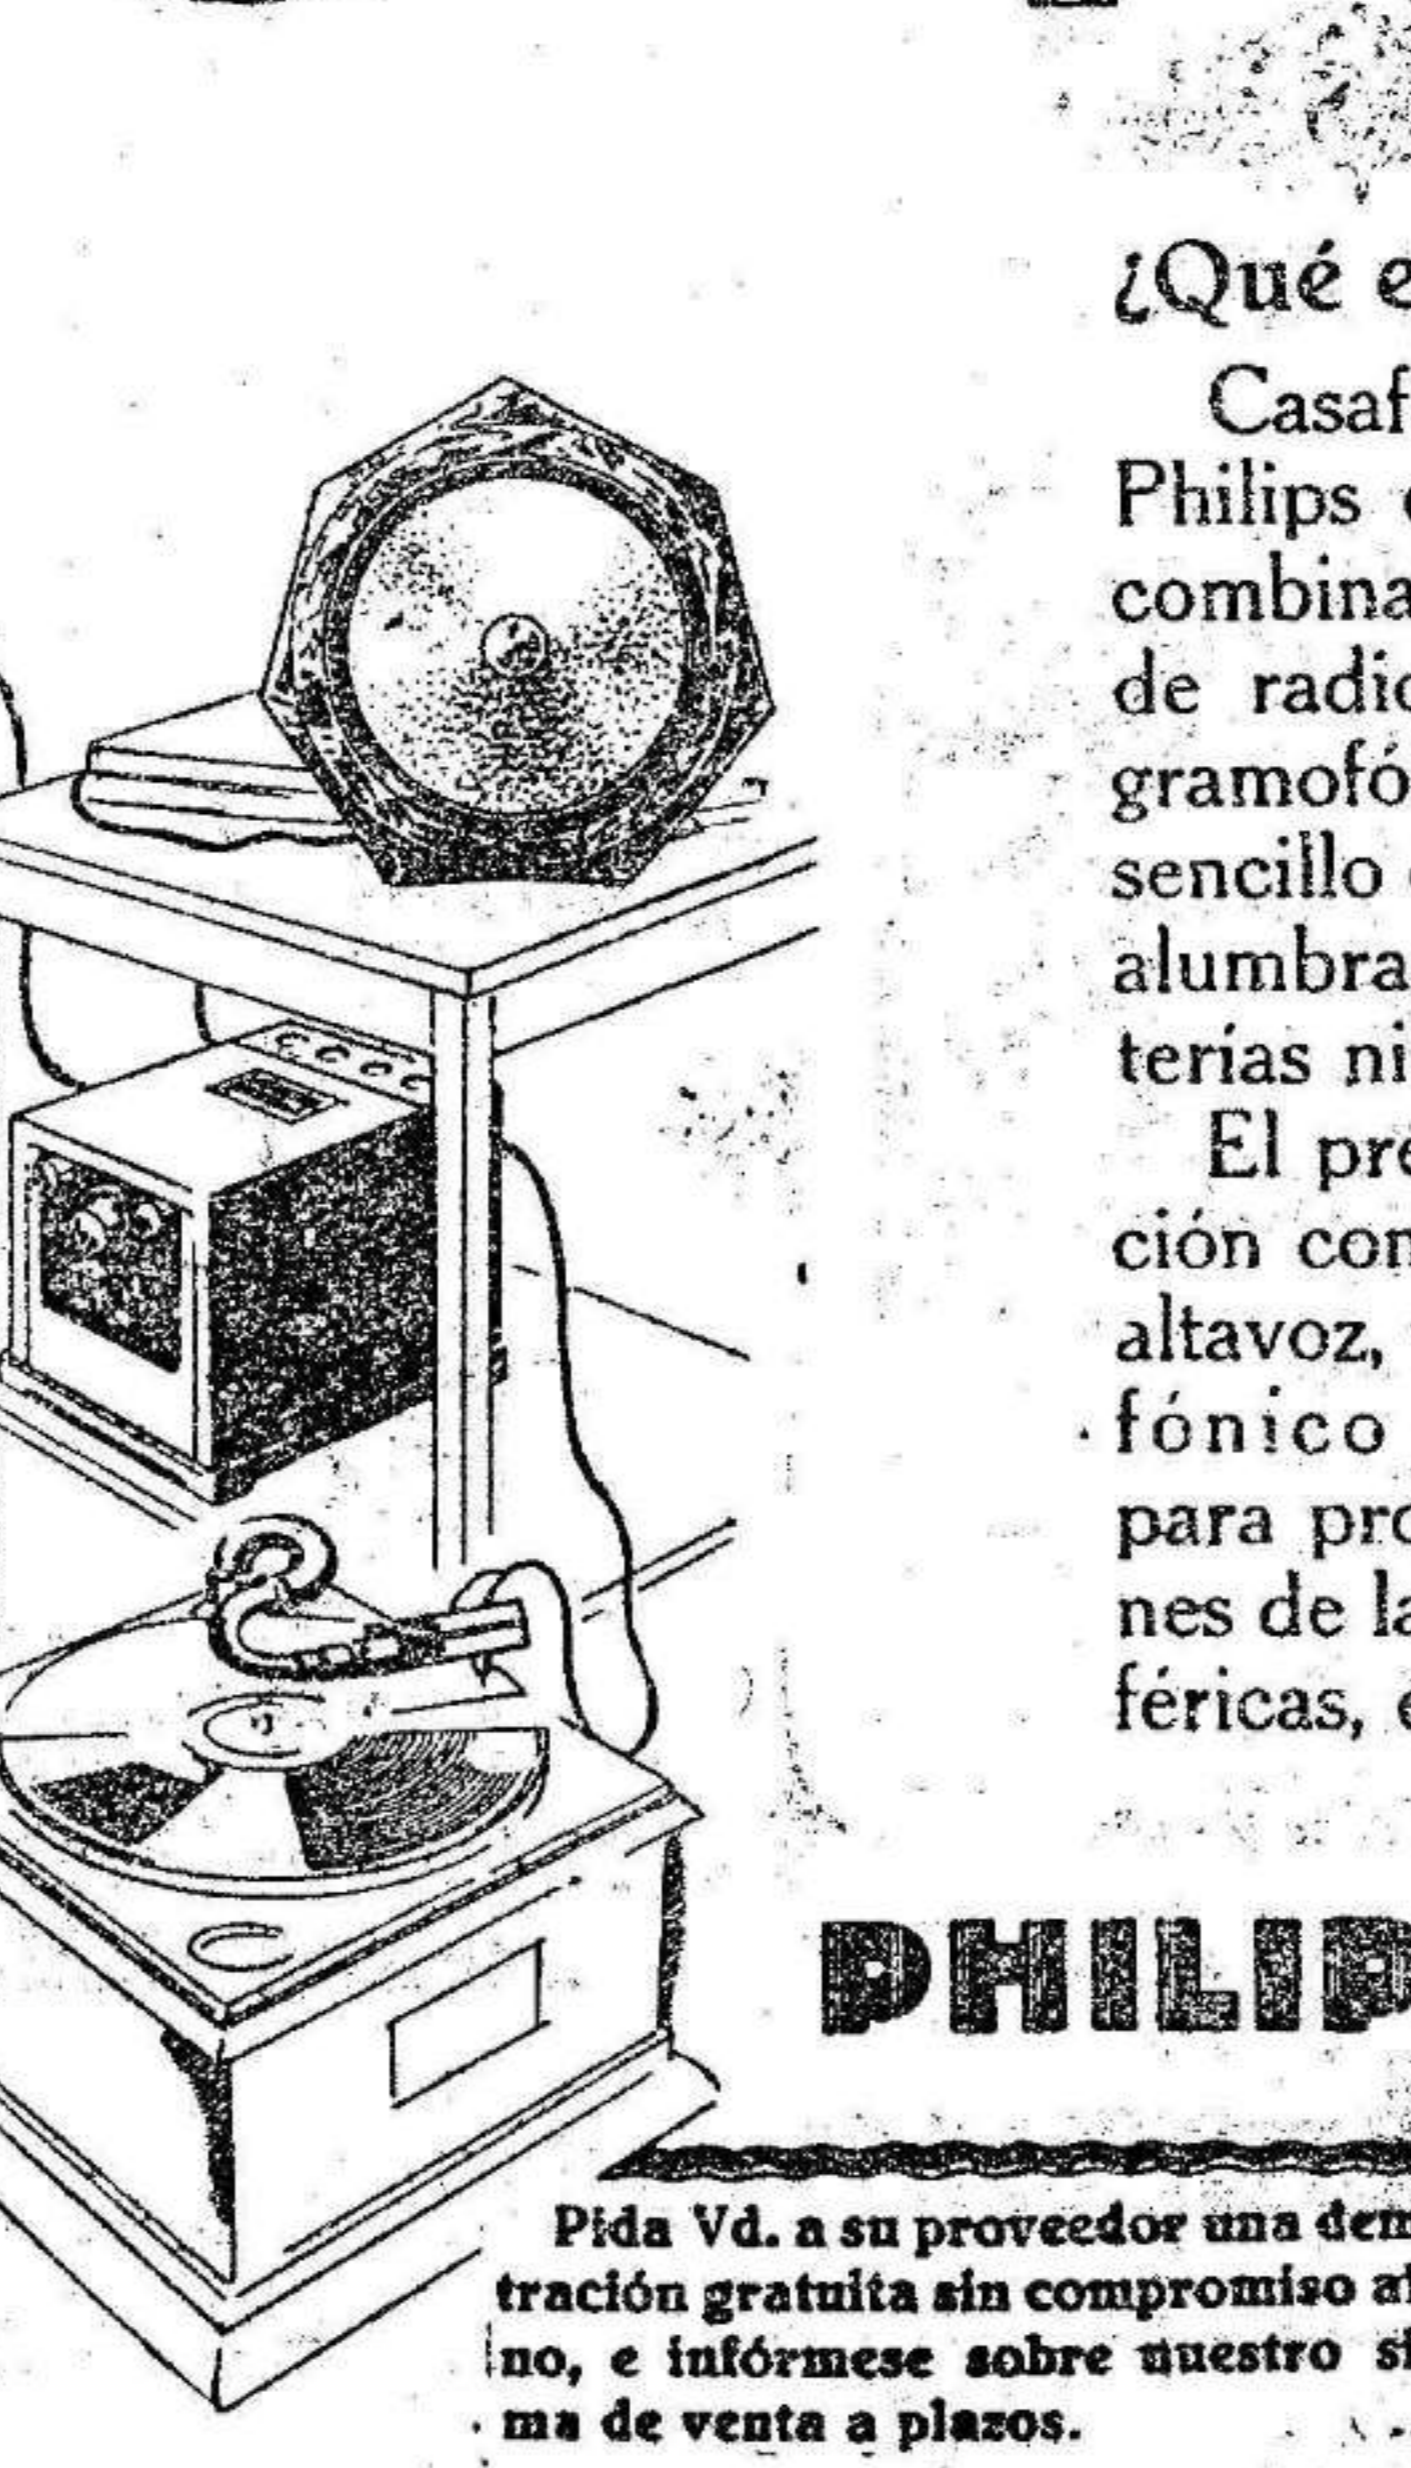 ¿Qué e
Casaf
Philips
combina
de radio
gramofó
sencillo
alumbra
terías ni
El pre
ción con
altavoz,
fónico
para pro
nes de la
féricas, e
PHILIP
Pida Vd. a su proveedor una dem
tración gratuita sin compromiso al
no, e infórmese sobre nuestro si
ma de venta a plazos.